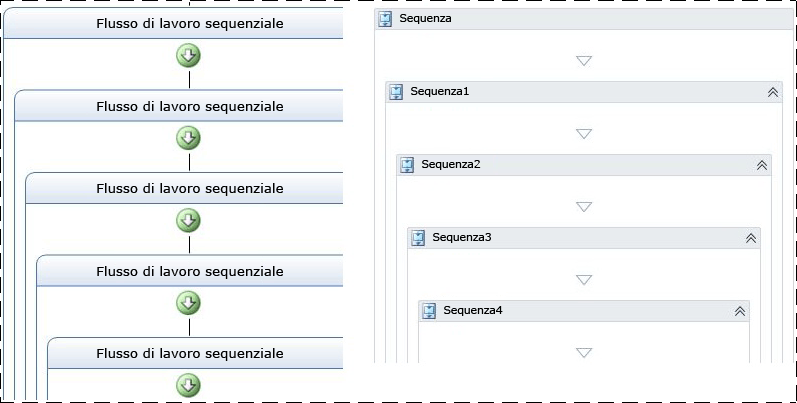 Flusso di lavoro sequenziale
Flusso di lavoro sequenziale
Flusso di lavoro sequenziale
Flusso di lavoro sequenziale
Flusso di lavoro sequenziale
Sequenza
Sequenza1
Sequenza2
Sequenza3
Sequenza4